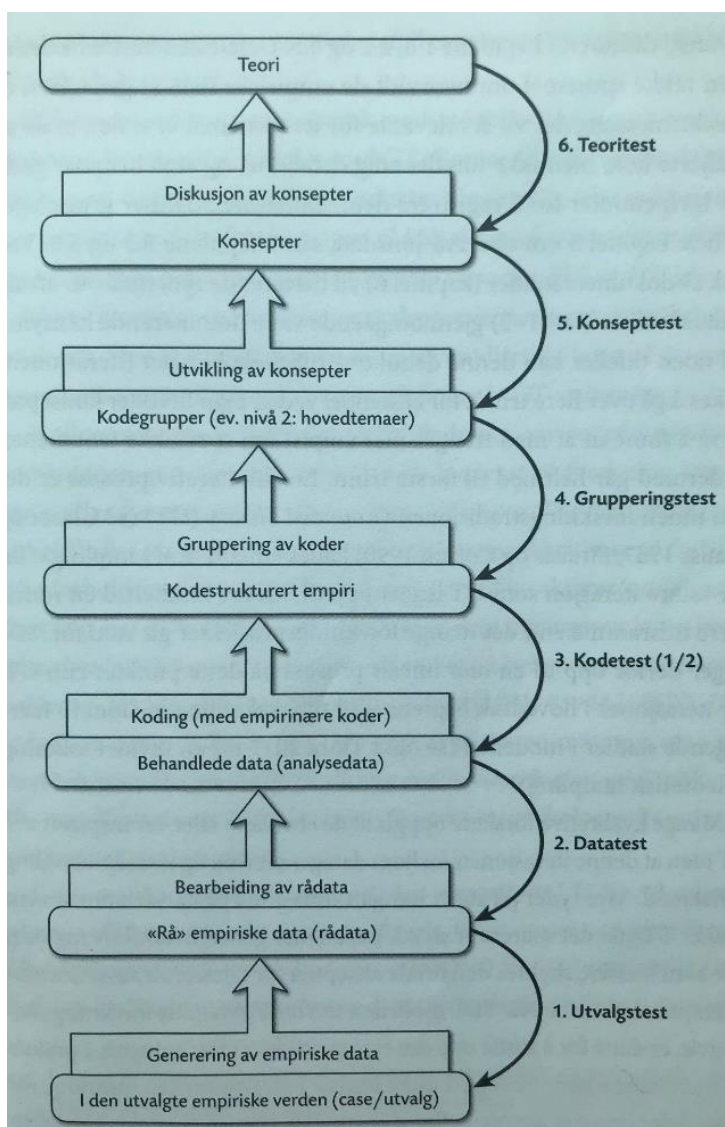 Teori
6. Teoritest
Diskusjon av konsepter
Konsepter
5. Konsepttest
Utvikling av konsepter
Kodegrupper (ev. nivå 2: hovedtemaer)
4. Grupperingstest
Gruppering av koder
Kodestrukturert empiri
3. Kodetest (1/2)
Koding (med empirinære koder)
Behandlede data (analysedata)
2. Datatest
Bearbeiding av rådata
«Rå» empiriske data (rådata)
1. Utvalgstest
Generering av empiriske data
I den utvalgte empiriske verden (case/utvalg)